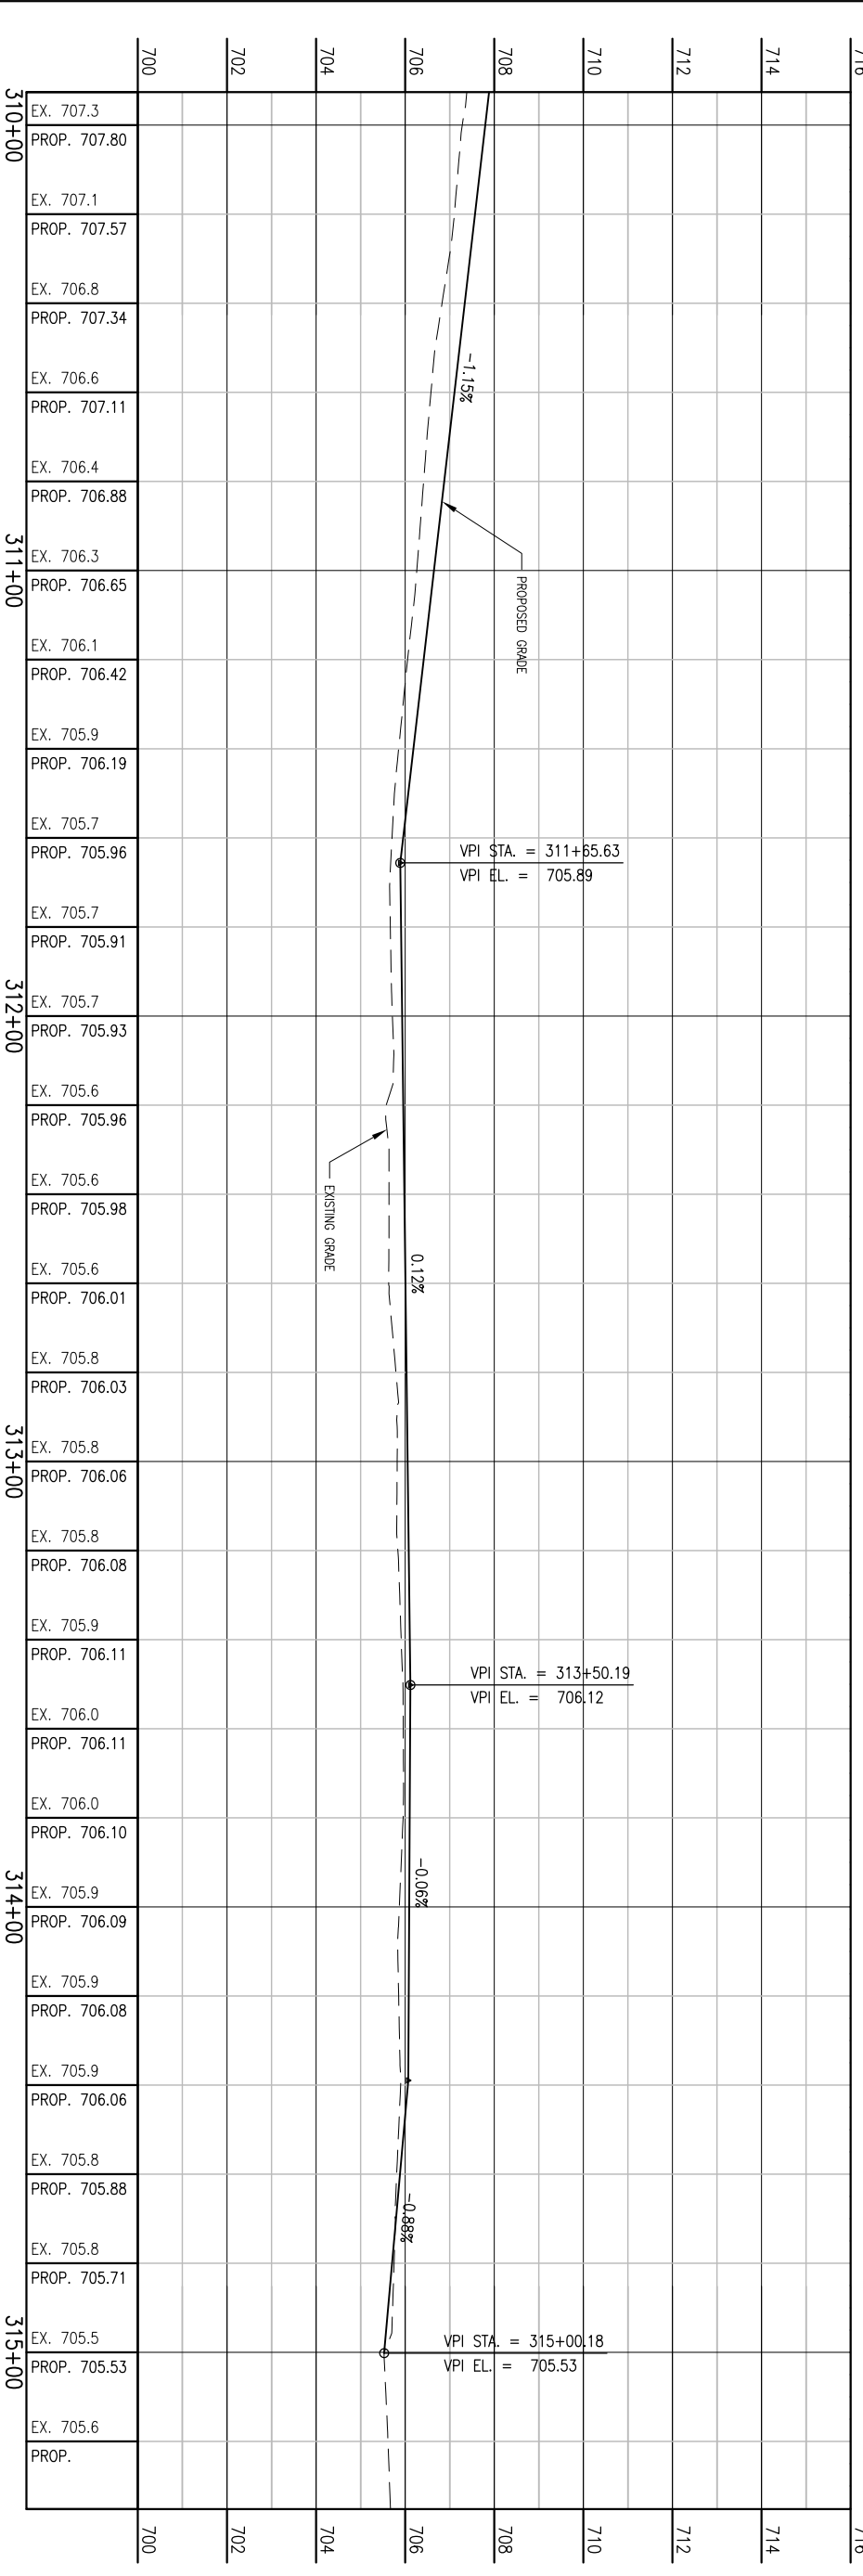 700
702
704
706
708
710
712
714
716
310+00
EX. 707.3
PROP. 707.80
EX. 707.1
PROP. 707.57
EX. 706.8
PROP. 707.34
-1.15%
EX. 706.6
PROP. 707.11
EX. 706.4
PROP. 706.88
311+00
EX. 706.3
PROP. 706.65
PROPOSED GRADE
EX. 706.1
PROP. 706.42
EX. 705.9
PROP. 706.19
EX. 705.7
PROP. 705.96
VPI STA. = 311+65.63
VPI EL. = 705.89
EX. 705.7
PROP. 705.91
312+00
EX. 705.7
PROP. 705.93
EX. 705.6
PROP. 705.96
EXISTING GRADE
EX. 705.6
PROP. 705.98
EX. 705.6
PROP. 706.01
0.12%
EX. 705.8
PROP. 706.03
313+00
EX. 705.8
PROP. 706.06
EX. 705.8
PROP. 706.08
EX. 705.9
PROP. 706.11
VPI STA. = 313+50.19
VPI EL. = 706.12
EX. 706.0
PROP. 706.11
EX. 706.0
PROP. 706.10
-0.06%
314+00
EX. 705.9
PROP. 706.09
EX. 705.9
PROP. 706.08
EX. 705.9
PROP. 706.06
EX. 705.8
PROP. 705.88
-0.88%
EX. 705.8
PROP. 705.71
315+00
EX. 705.5
PROP. 705.53
VPI STA. = 315+00.18
VPI EL. = 705.53
EX. 705.6
PROP.
700
702
704
706
708
710
712
714
716